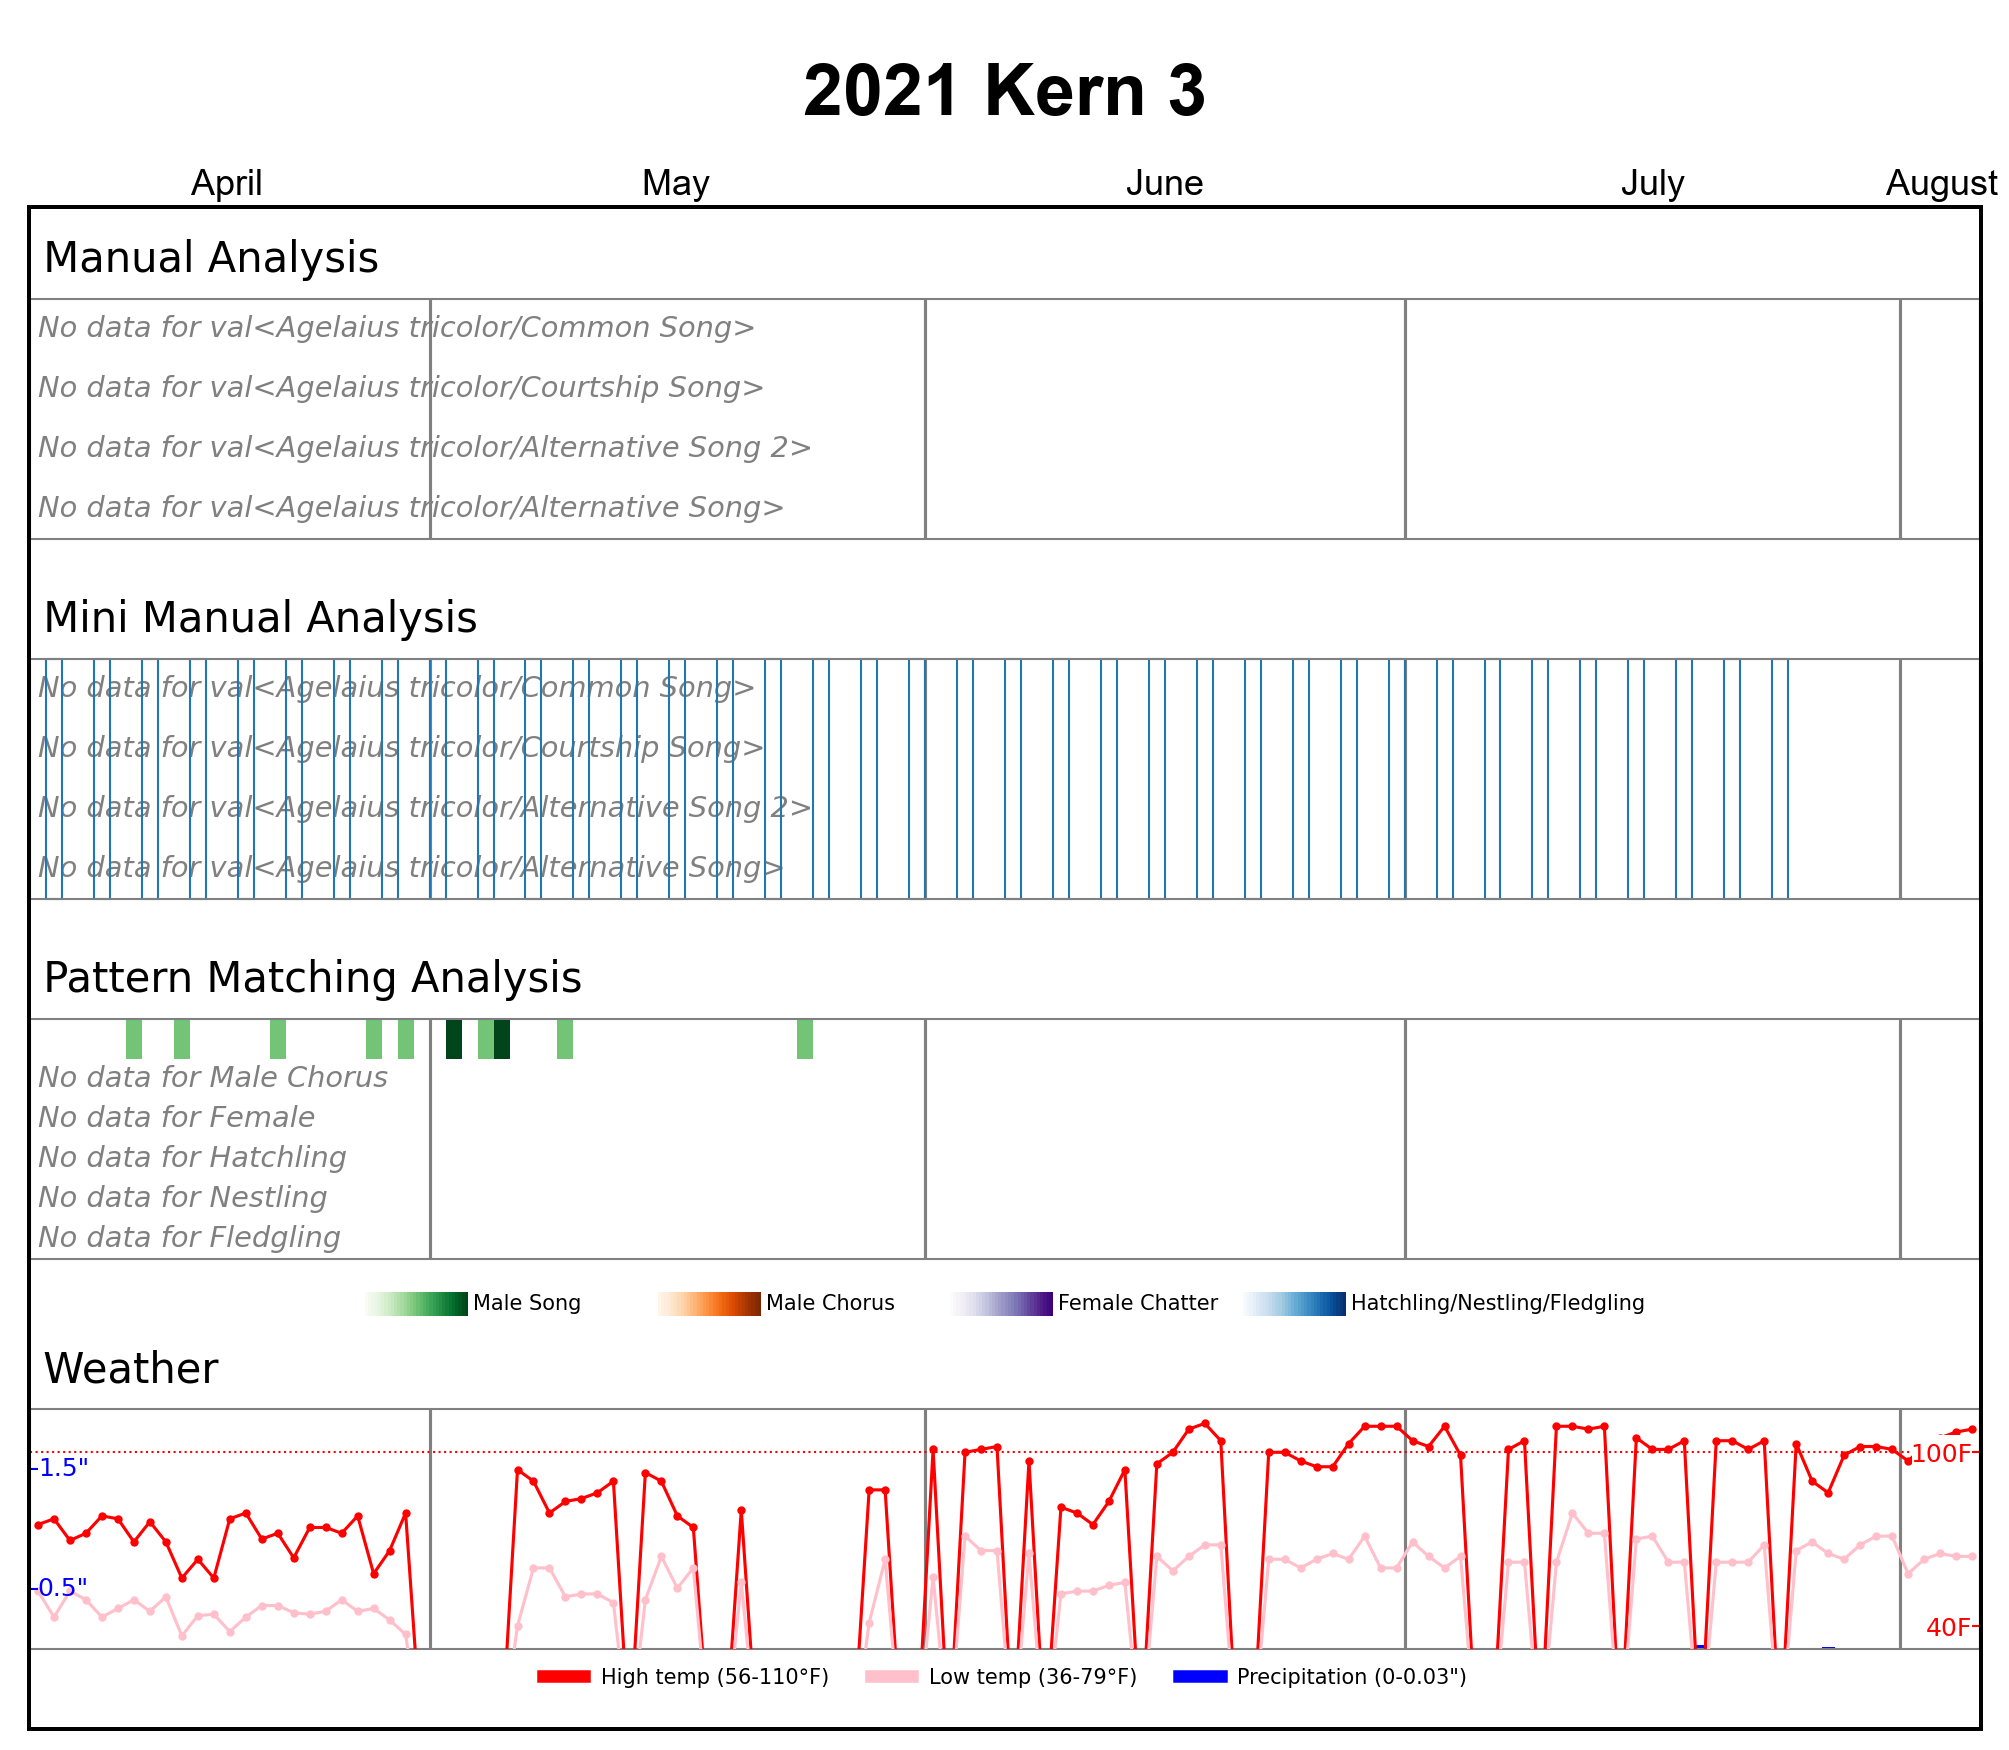 2021 Kern 3
April May June July August
Manual Analysis
No data for val<Agelaius tricolor/Common Song>
No data for val<Agelaius tricolor/Courtship Song>
No data for val<Agelaius tricolor/Alternative Song 2>
No data for val<Agelaius tricolor/Alternative Song>
Mini Manual Analysis
No data for val<Agelaius tricolor/Common Song>
No data for val<Agelaius tricolor/Courtship Song>
No data for val<Agelaius tricolor/Alternative Song 2>
No data for val<Agelaius tricolor/Alternative Song>
Pattern Matching Analysis
No data for Male Chorus
No data for Female
No data for Hatchling
No data for Nestling
No data for Fledgling
Male Song Male Chorus Female Chatter Hatchling/Nestling/Fledgling
Weather
1.5" 100F
0.5"
40F
High temp (56-110°F) Low temp (36-79°F) Precipitation (0-0.03")